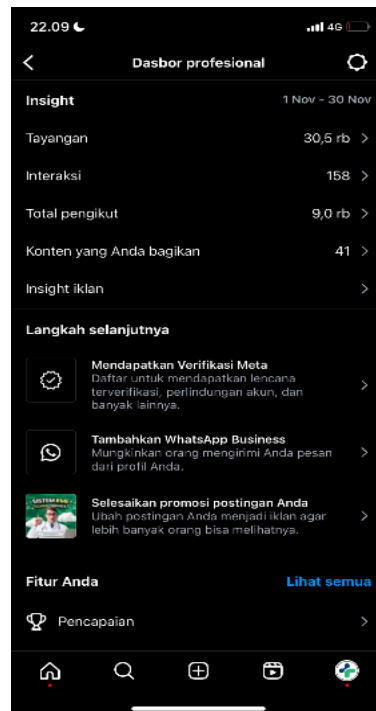 22.09
4G
Dasbor profesional
Insight
1 Nov - 30 Nov
Tayangan
30,5 rb
Interaksi
158
Total pengikut
9,0 rb
Konten yang Anda bagikan
41
Insight iklan
Langkah selanjutnya
Mendapatkan Verifikasi Meta
Daftar untuk mendapatkan lencana
terverifikasi, perlindungan akun, dan
banyak lainnya.
Tambahkan WhatsApp Business
Mungkinkan orang mengirimi Anda pesan
dari profil Anda.
Selesaikan promosi postingan Anda
Ubah postingan Anda menjadi iklan agar
lebih banyak orang bisa melihatnya.
Fitur Anda
Lihat semua
Pencapaian